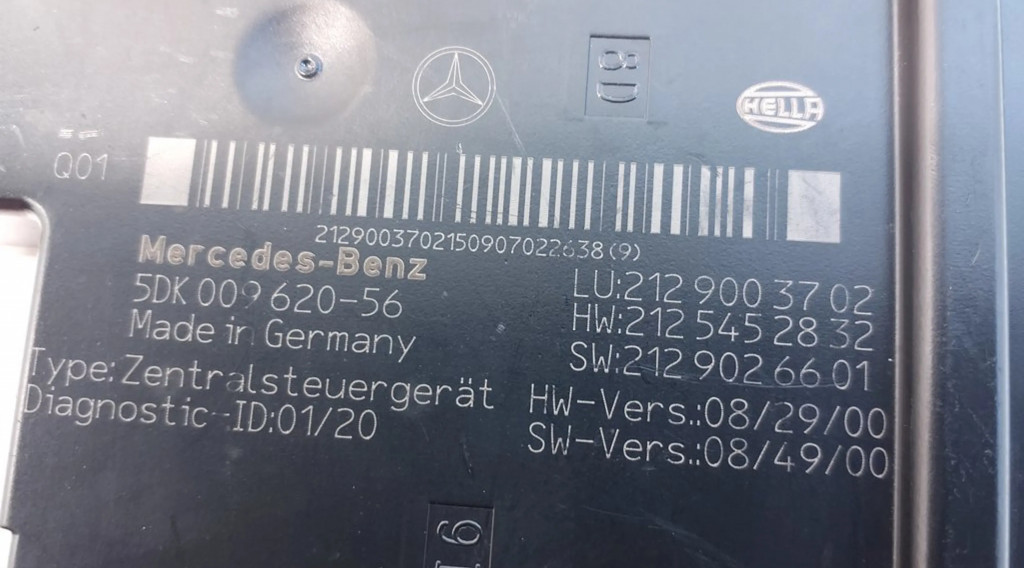 8D
HELLA
Q01
2129003702150907022638(9)
Mercedes-Benz
5DK 009 620-56
Made in Germany
Type: Zentralsteuergerät
Diagnostic-ID:01/20
LU:212 900 37 02
HW:212 545 28 32
SW:212 902 66 01
HW-Vers.:08/29/00
SW-Vers.:08/49/00
16